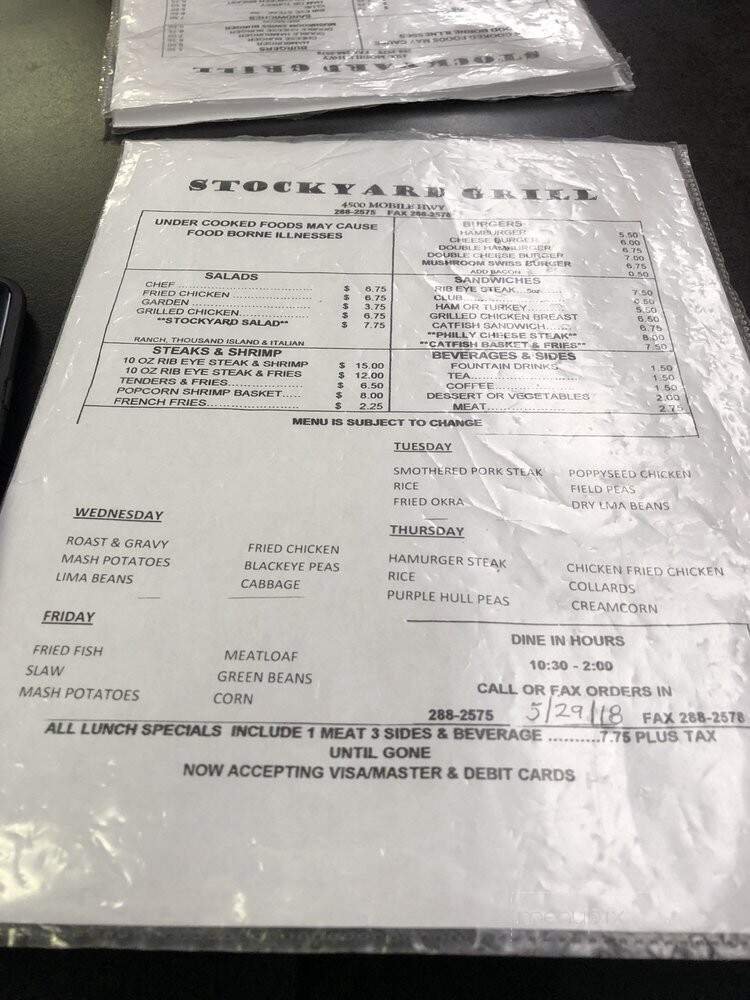 STOCKYARD GRILL
4500 MOBILE HWY
288-2575 FAX 288-2578
UNDER COOKED FOODS MAY CAUSE
FOOD BORNE ILLNESSES
SALADS
CHEF $ 6.75
FRIED CHICKEN $ 6.75
GARDEN $ 3.75
GRILLED CHICKEN $ 6.75
**STOCKYARD SALAD** $ 7.75
RANCH, THOUSAND ISLAND & ITALIAN
STEAKS & SHRIMP
10 OZ RIB EYE STEAK & SHRIMP $ 15.00
10 OZ RIB EYE STEAK & FRIES $ 12.00
TENDERS & FRIES $ 6.50
POPCORN SHRIMP BASKET $ 8.00
FRENCH FRIES $ 2.25
BURGERS
HAMBURGER 5.50
CHEESE BURGER 6.00
DOUBLE HAMBURGER 6.75
DOUBLE CHEESE BURGER 7.00
MUSHROOM SWISS BURGER 6.75
ADD BACON 0.50
SANDWICHES
RIB EYE STEAK 5oz 7.50
CLUB 6.50
HAM OR TURKEY 5.50
GRILLED CHICKEN BREAST 6.50
CATFISH SANDWICH 6.75
**PHILLY CHEESE STEAK** 8.00
**CATFISH BASKET & FRIES** 7.50
BEVERAGES & SIDES
FOUNTAIN DRINKS 1.50
TEA 1.50
COFFEE 1.50
DESSERT OR VEGETABLES 2.00
MEAT 2.75
MENU IS SUBJECT TO CHANGE
TUESDAY
SMOTHERED PORK STEAK POPPYSEED CHICKEN
RICE FIELD PEAS
FRIED OKRA DRY LMA BEANS
WEDNESDAY
ROAST & GRAVY FRIED CHICKEN
MASH POTATOES BLACKEYE PEAS
LIMA BEANS CABBAGE
THURSDAY
HAMURGER STEAK CHICKEN FRIED CHICKEN
RICE COLLARDS
PURPLE HULL PEAS CREAMCORN
FRIDAY
FRIED FISH MEATLOAF
SLAW GREEN BEANS
MASH POTATOES CORN
DINE IN HOURS
10:30 - 2:00
CALL OR FAX ORDERS IN
288-2575 5/29/18 FAX 288-2578
ALL LUNCH SPECIALS INCLUDE 1 MEAT 3 SIDES & BEVERAGE ..........7.75 PLUS TAX
UNTIL GONE
NOW ACCEPTING VISA/MASTER & DEBIT CARDS